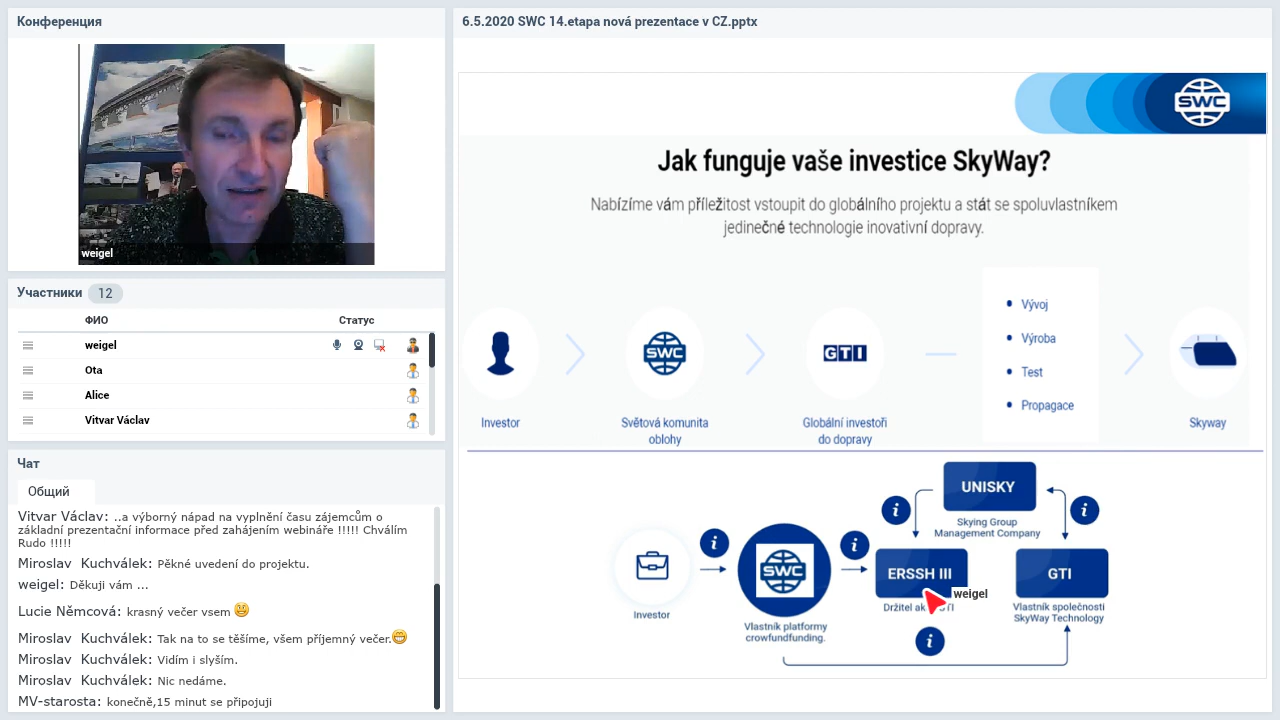 Конференция
weigel
Участники 12
ФИО Статус
weigel
Ota
Alice
Vitvar Václav
Чат
Общий
Vitvar Václav: ..a výborný nápad na vyplnění času zájemcům o
základní prezentační informace před zahájením webináře !!!!! Chválím
Rudo !!!!!
Miroslav Kuchválek: Pěkné uvedení do projektu.
weigel: Děkuji vám ...
Lucie Němcová: krasný večer vsem
Miroslav Kuchválek: Tak na to se těšíme, všem příjemný večer.
Miroslav Kuchválek: Vidím i slyším.
Miroslav Kuchválek: Nic nedáme.
MV-starosta: konečně,15 minut se připojuji
6.5.2020 SWC 14.etapa nová prezentace v CZ.pptx
SWC
Jak funguje vaše investice SkyWay?
Nabízíme vám příležitost vstoupit do globálního projektu a stát se spoluvlastníkem
jedinečné technologie inovativní dopravy.
SWC
GTI
• Vývoj
• Výroba
• Test
• Propagace
Investor
Světová komunita
oblohy
Globální investoři
do dopravy
Skyway
UNISKY
i
i
Skying Group
Management Company
i
i
SWC
ERSSH III
GTI
weigel
Investor
Držitel
Vlastník společnosti
SkyWay Technology
Vlastník platformy
crowfundfunding.
i